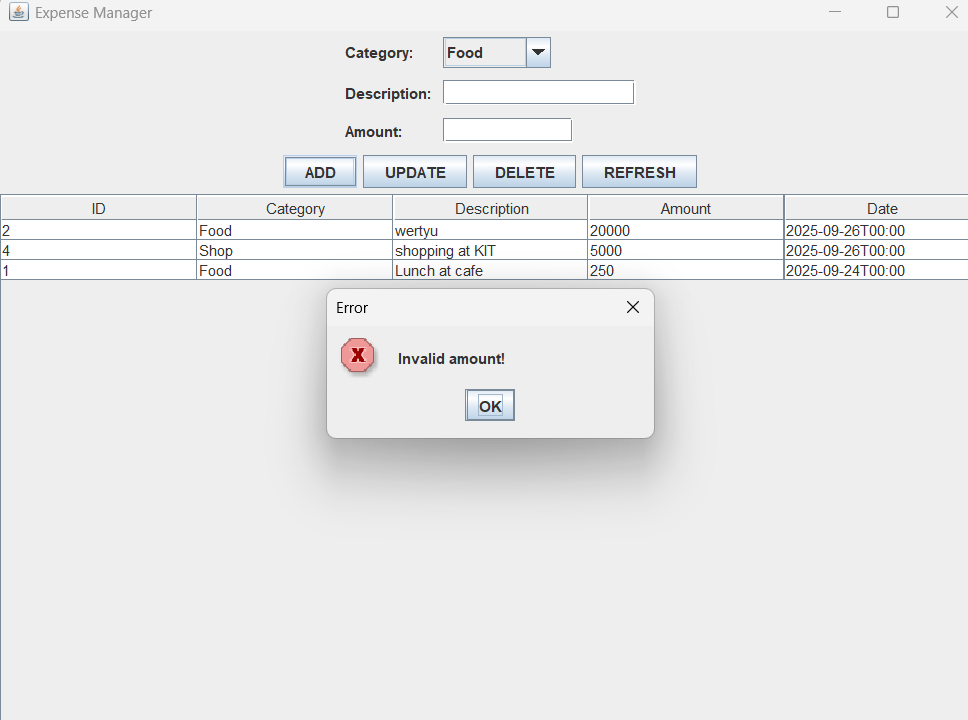 Expense Manager
Category: Food
Description:
Amount:
ADD UPDATE DELETE REFRESH
ID Category Description Amount Date
2 Food wertyu 20000 2025-09-26T00:00
4 Shop shopping at KIT 5000 2025-09-26T00:00
1 Food Lunch at cafe 250 2025-09-24T00:00
Error
X Invalid amount!
OK